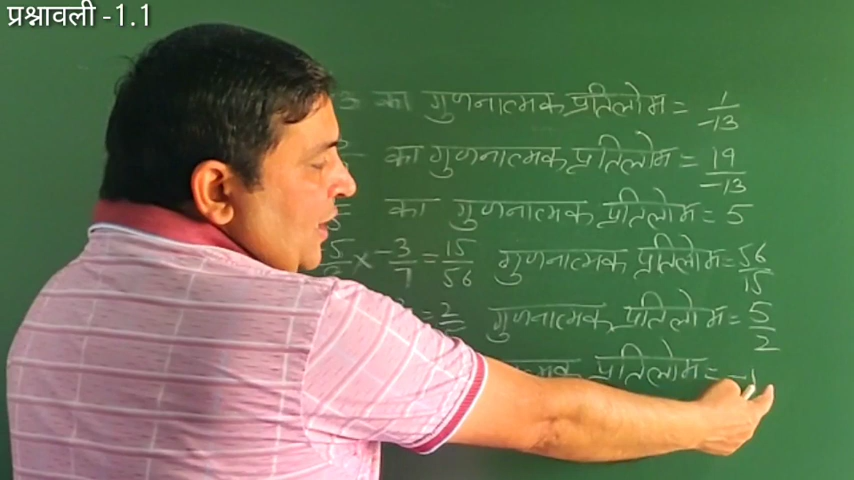 प्रश्नावली -1.1
का गुणनात्मक प्रतिलोम = 1/-13
का गुणनात्मक प्रतिलोम = 19/-13
का गुणनात्मक प्रतिलोम = 5
× -3/7 = 15/56 गुणनात्मक प्रतिलोम = 56/15
= 2 गुणनात्मक प्रतिलोम = 5/2
प्रतिलोम = -1